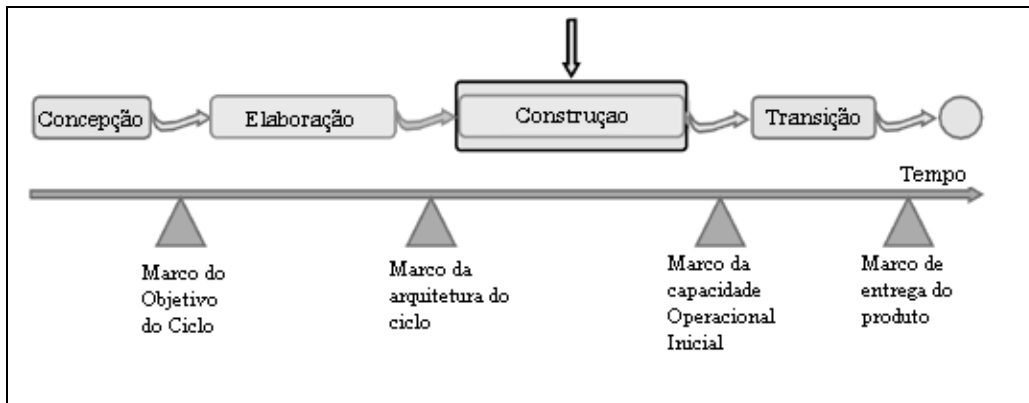 Concepção
Elaboração
Construçao
Transição
Tempo
Marco do
Objetivo
do Ciclo
Marco da
arquitetura do
ciclo
Marco da
capacidade
Operacional
Inicial
Marco de
entrega do
produto